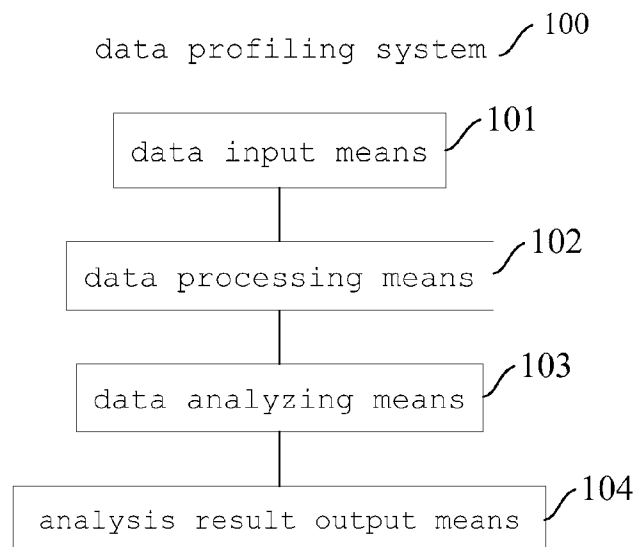 data profiling system 100
data input means 101
data processing means 102
data analyzing means 103
analysis result output means 104